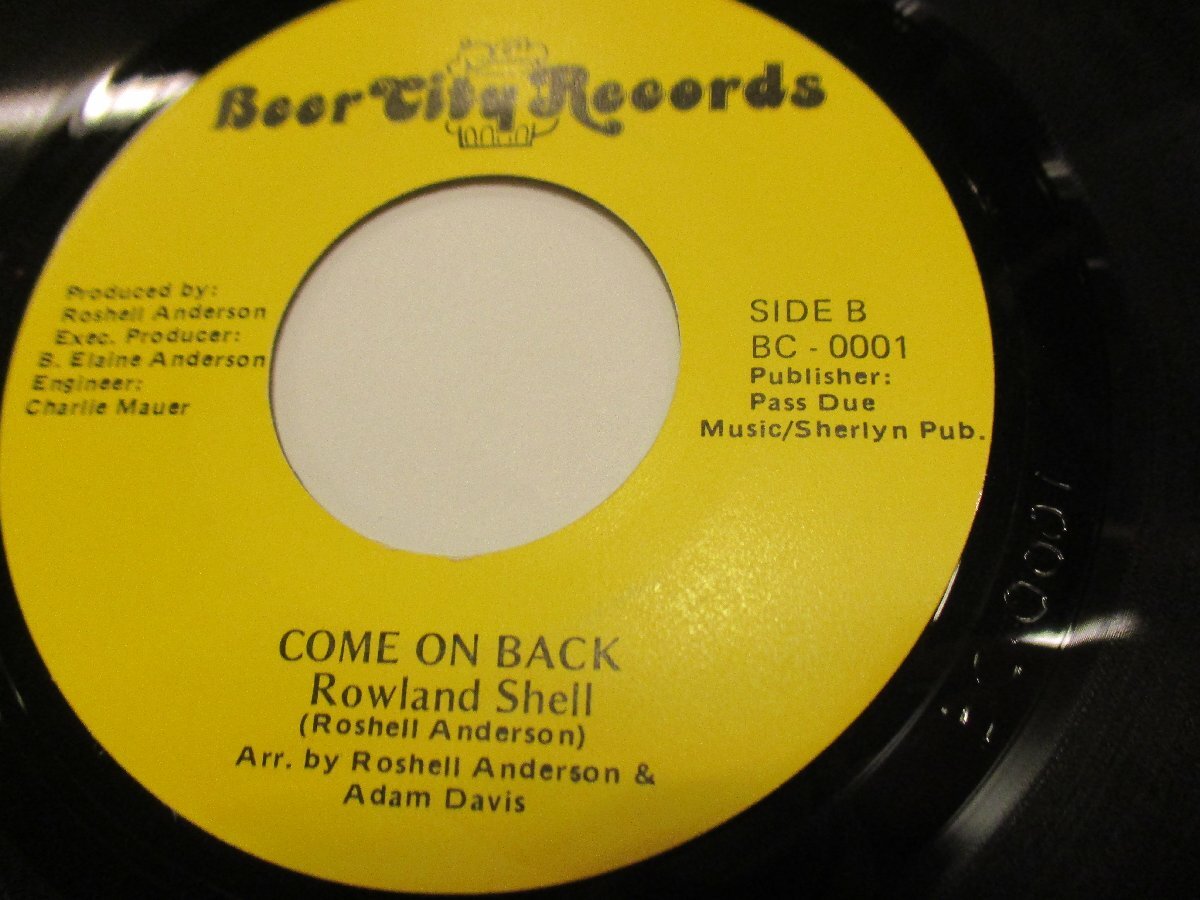 Beer City Records
Produced by:
Roshell Anderson
Exec. Producer:
B. Elaine Anderson
Engineer:
Charlie Mauer
SIDE B
BC - 0001
Publisher:
Pass Due
Music/Sherlyn Pub.
COME ON BACK
Rowland Shell
(Roshell Anderson)
Arr. by Roshell Anderson &
Adam Davis